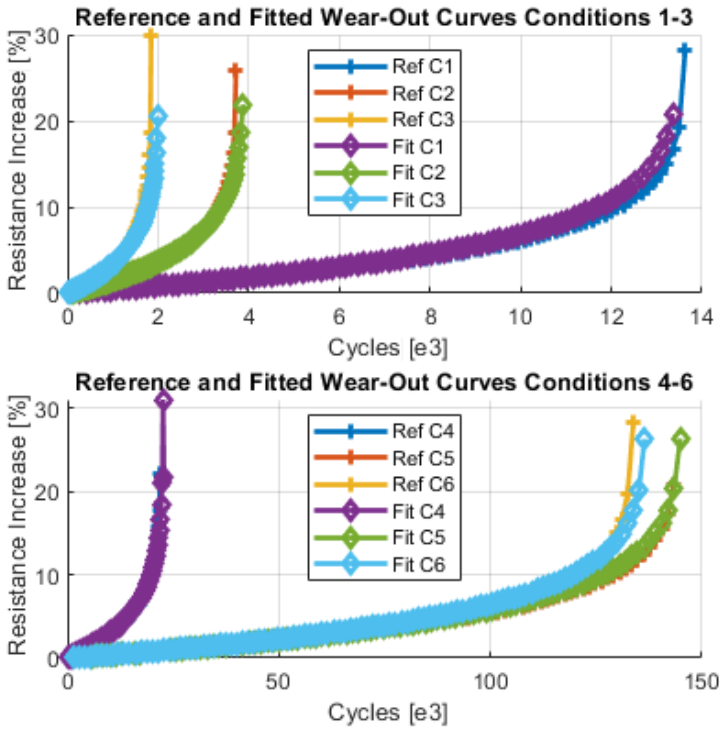 Reference and Fitted Wear-Out Curves Conditions 1-3
Resistance Increase [%]
30
20
10
0
Ref C1
Ref C2
Ref C3
Fit C1
Fit C2
Fit C3
0 2 4 6 8 10 12 14
Cycles [e3]
Reference and Fitted Wear-Out Curves Conditions 4-6
Resistance Increase [%]
30
20
10
0
Ref C4
Ref C5
Ref C6
Fit C4
Fit C5
Fit C6
0 50 100 150
Cycles [e3]